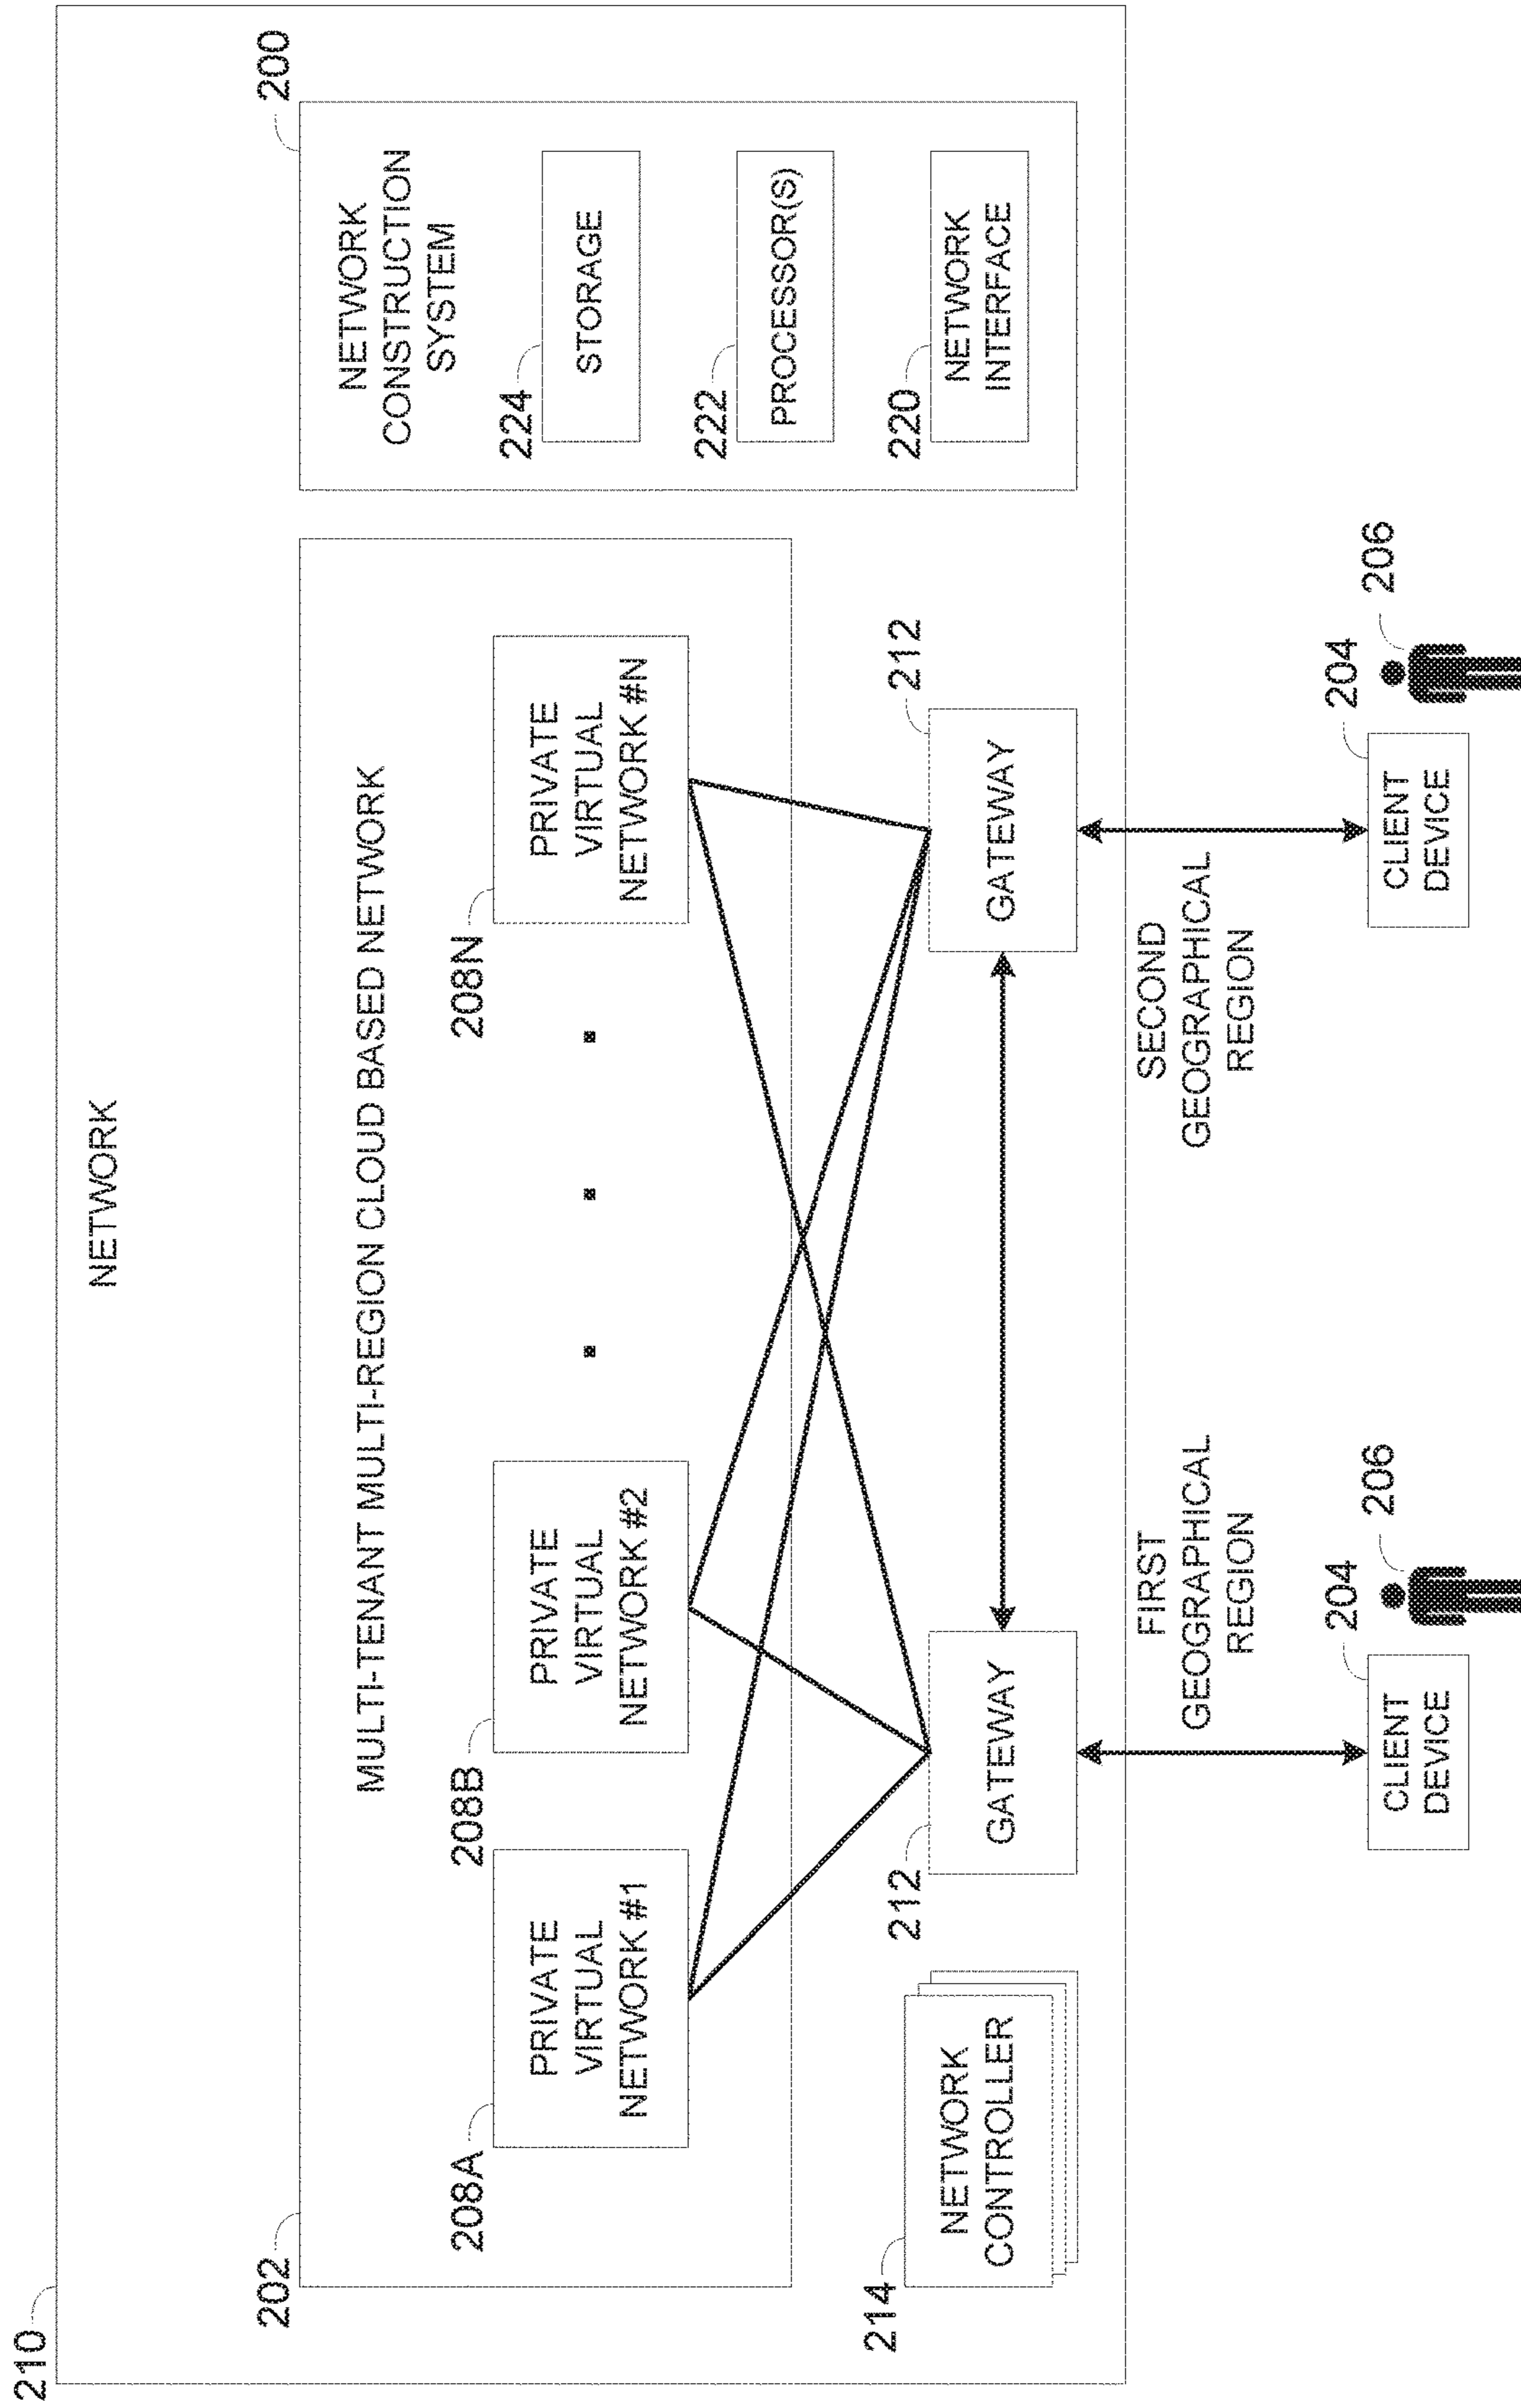 210
NETWORK
202
MULTI-TENANT MULTI-REGION CLOUD BASED NETWORK
208A
PRIVATE
VIRTUAL
NETWORK #1
208B
PRIVATE
VIRTUAL
NETWORK #2
208N
PRIVATE
VIRTUAL
NETWORK #N
200
NETWORK
CONSTRUCTION
SYSTEM
224
STORAGE
222
PROCESSOR(S)
220
NETWORK
INTERFACE
214
NETWORK
CONTROLLER
212
GATEWAY
212
GATEWAY
FIRST
GEOGRAPHICAL
REGION
SECOND
GEOGRAPHICAL
REGION
204
CLIENT
DEVICE
206
204
CLIENT
DEVICE
206